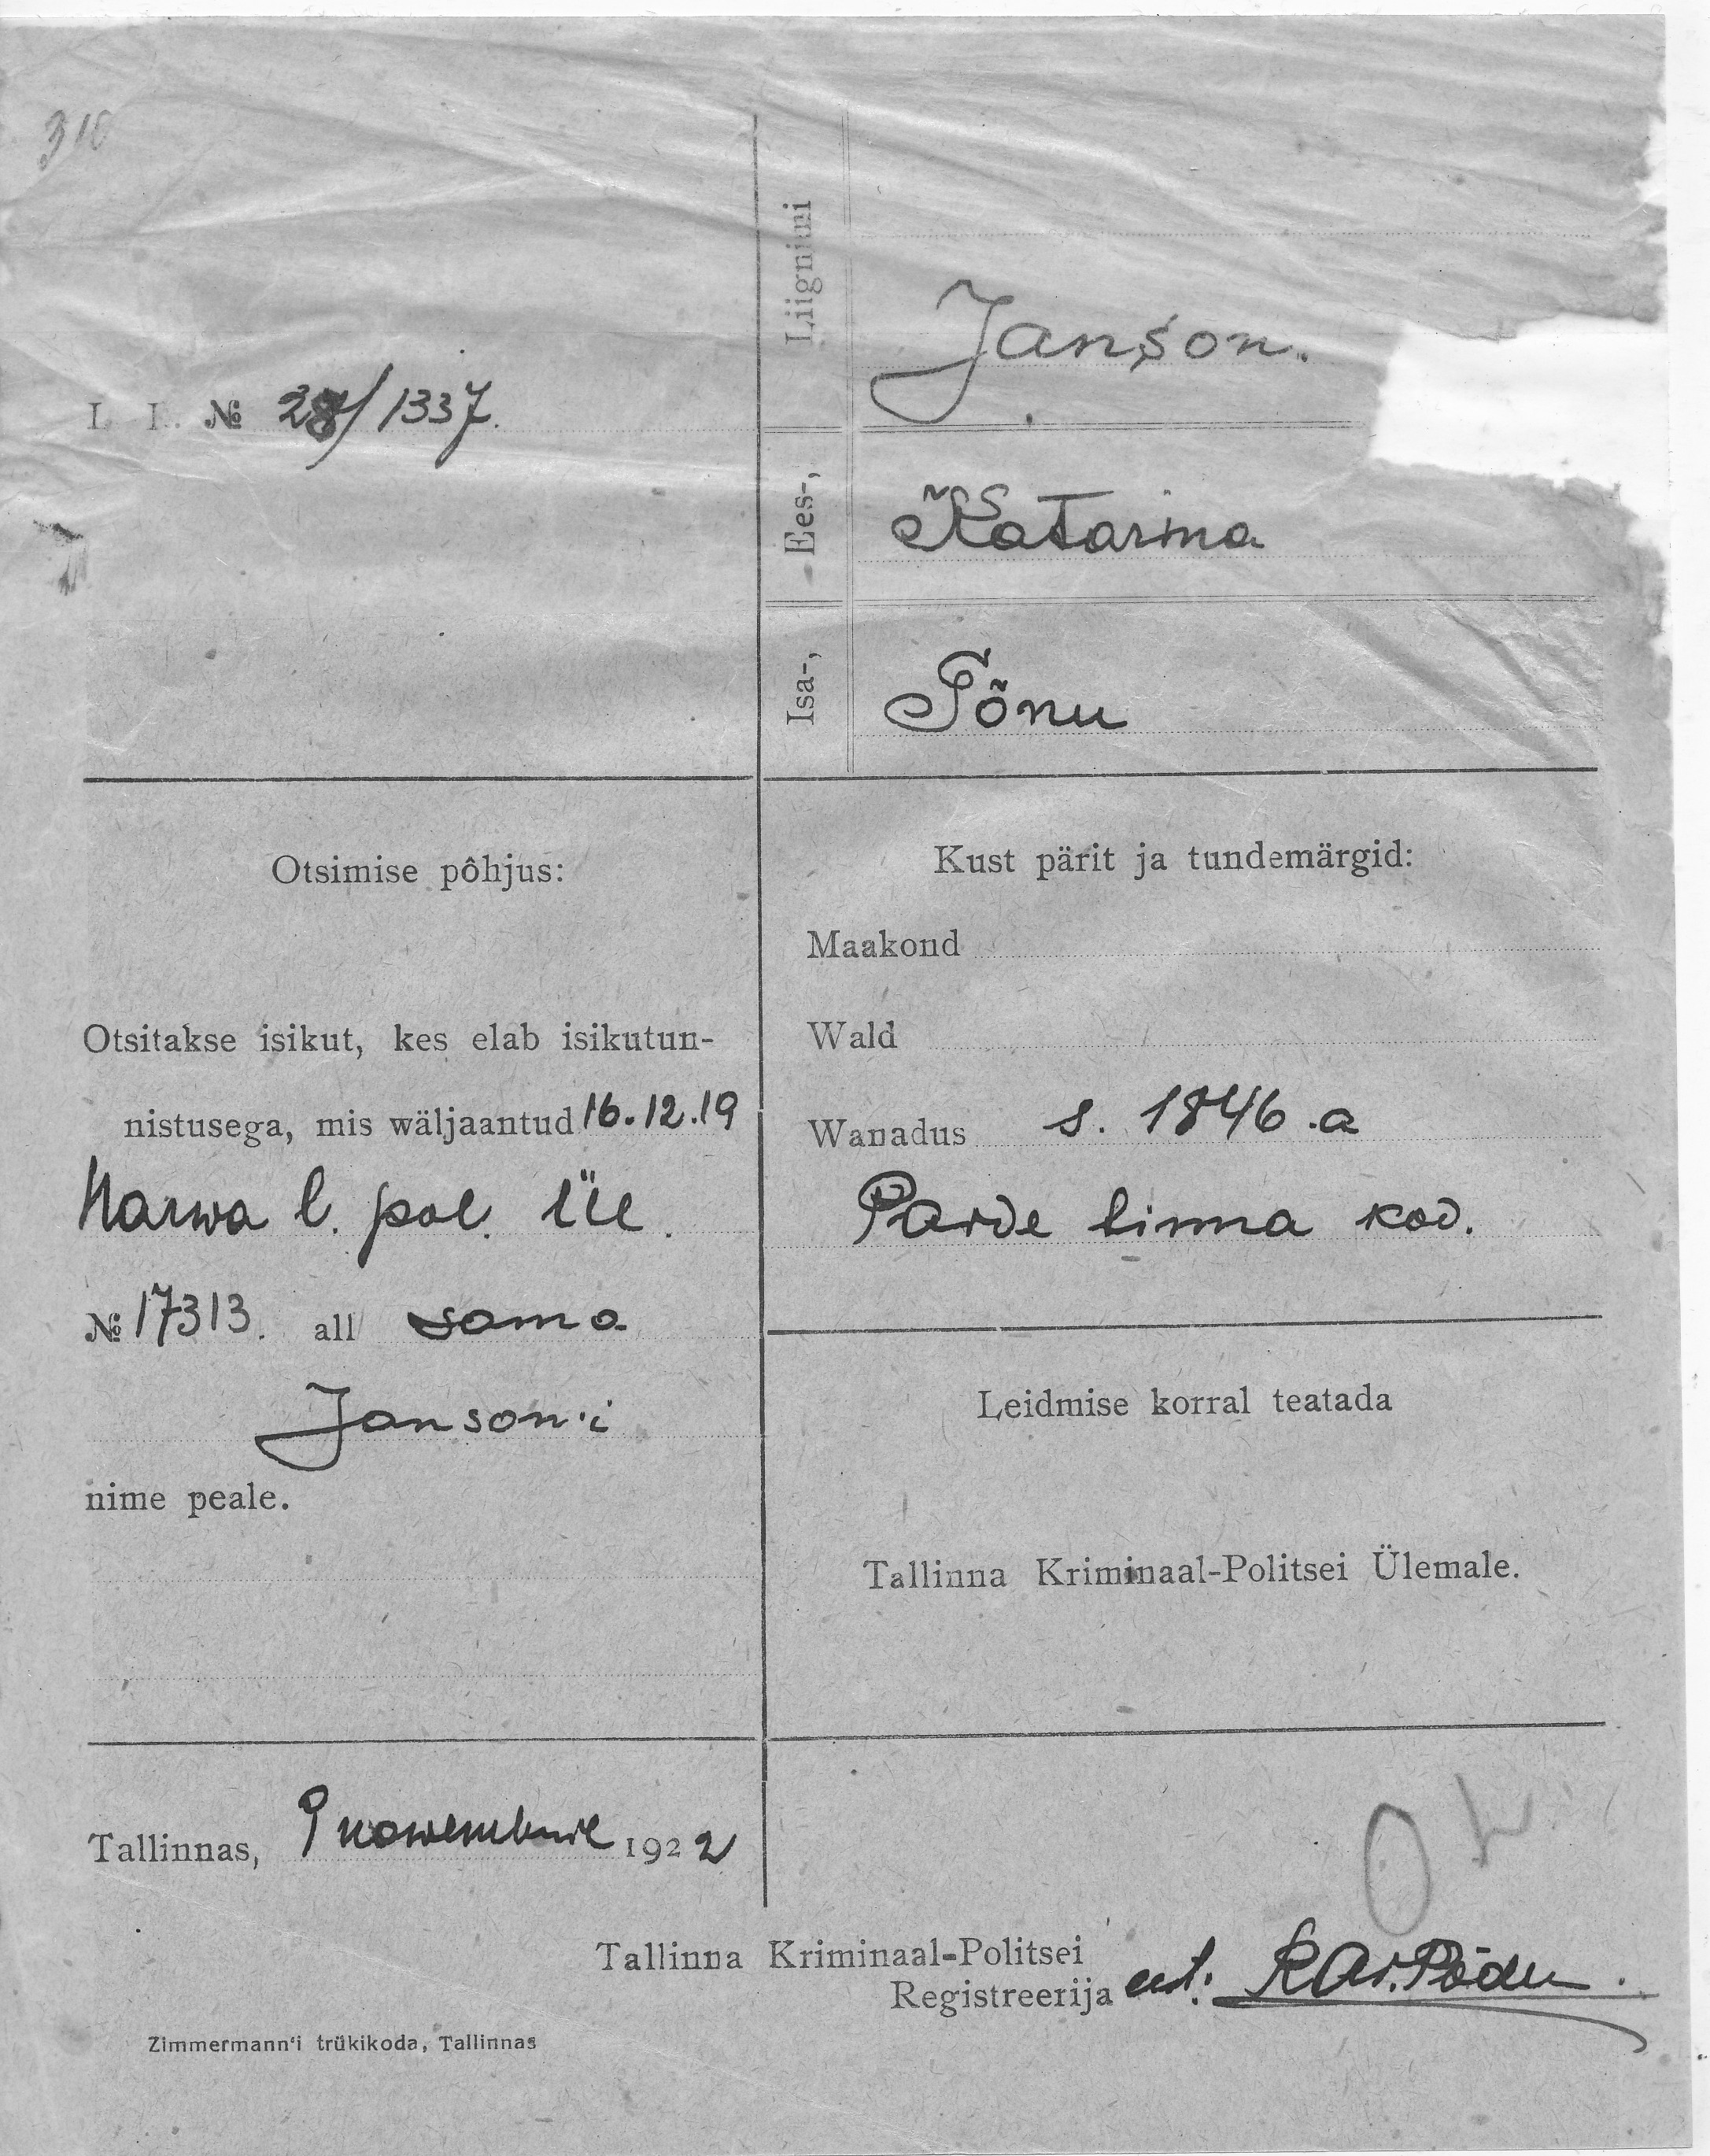 310
L. I. № 28/1337.
Liignimi
Janson.
Ees-,
Katarina
Isa-,
Tõnu
Otsimise põhjus:
Otsitakse isikut, kes elab isikutun-
nistusega, mis wäljaantud 16.12.19
Narwa l. pol. üle.
№ 17313. all sama
Janson'i
nime peale.
Kust pärit ja tundemärgid:
Maakond
Wald
Wanadus s. 1846.a
Paide linna kod.
Leidmise korral teatada
Tallinna Kriminaal-Politsei Ülemale.
Tallinnas, 9 nowembril 1922
Tallinna Kriminaal-Politsei
Registreerija
Zimmermann'i trükikoda, Tallinnas